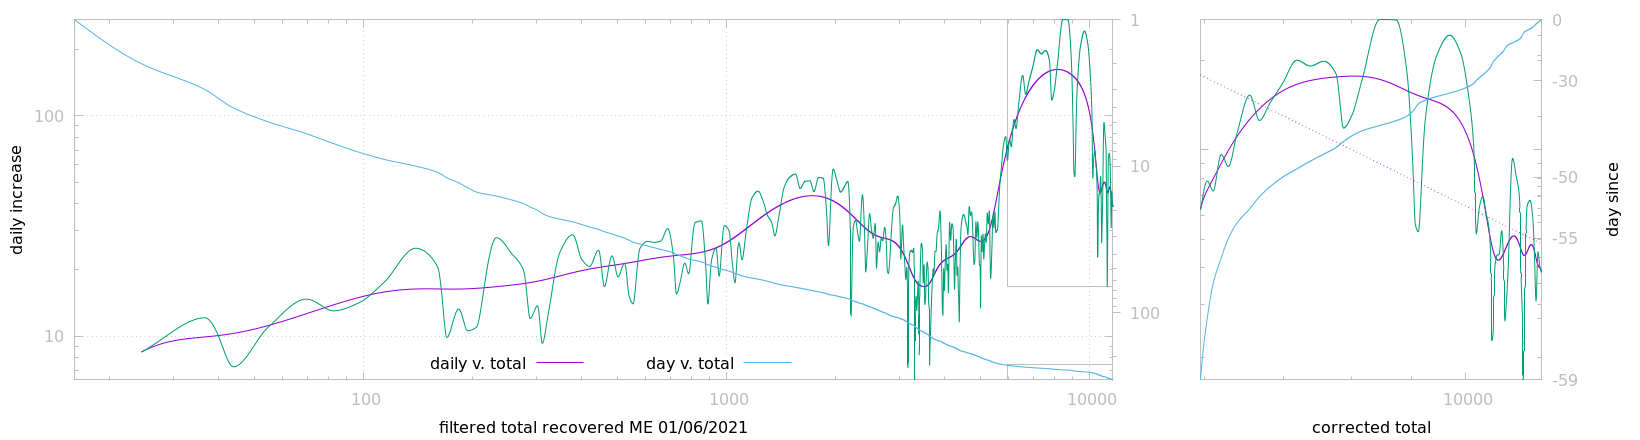 daily increase
100
10
100
1000
10000
filtered total recovered ME 01/06/2021
daily v. total
day v. total
1
10
100
10000
corrected total
0
-30
-50
-55
-59
day since